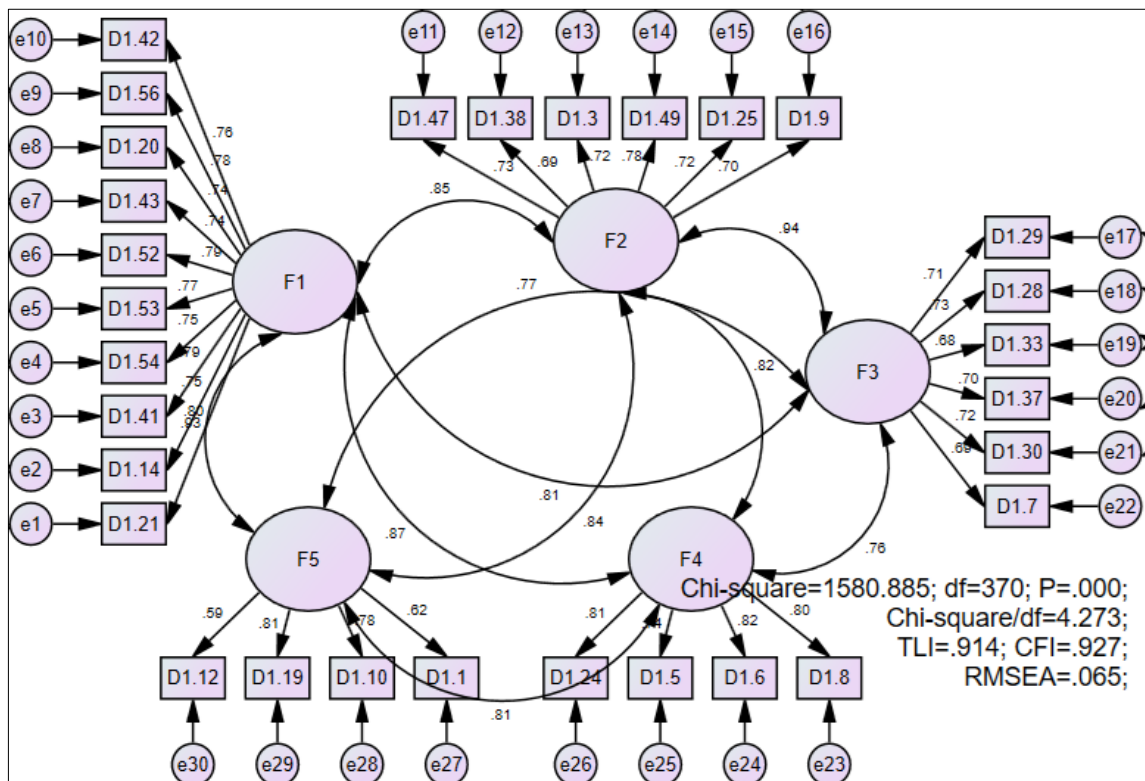 e10 D1.42
e9 D1.56
e8 D1.20
e7 D1.43
e6 D1.52
e5 D1.53
e4 D1.54
e3 D1.41
e2 D1.14
e1 D1.21
.76
.78
.74
.74
.79
.77
.75
.79
.75
.80
.93
F1
e11 e12 e13 e14 e15 e16
D1.47 D1.38 D1.3 D1.49 D1.25 D1.9
.73 .69 .72 .78 .72 .70
F2
.85
.94
.77
.82
D1.29 e17
D1.28 e18
D1.33 e19
D1.37 e20
D1.30 e21
D1.7 e22
.71
.73
.68
.70
.72
.69
F3
.81
.84
.87
.76
F5
F4
.59 .81 .78 .62
.81 .82 .80
D1.12 D1.19 D1.10 D1.1
D1.24 D1.5 D1.6 D1.8
.81
e30 e29 e28 e27 e26 e25 e24 e23
Chi-square=1580.885; df=370; P=.000;
Chi-square/df=4.273;
TLI=.914; CFI=.927;
RMSEA=.065;